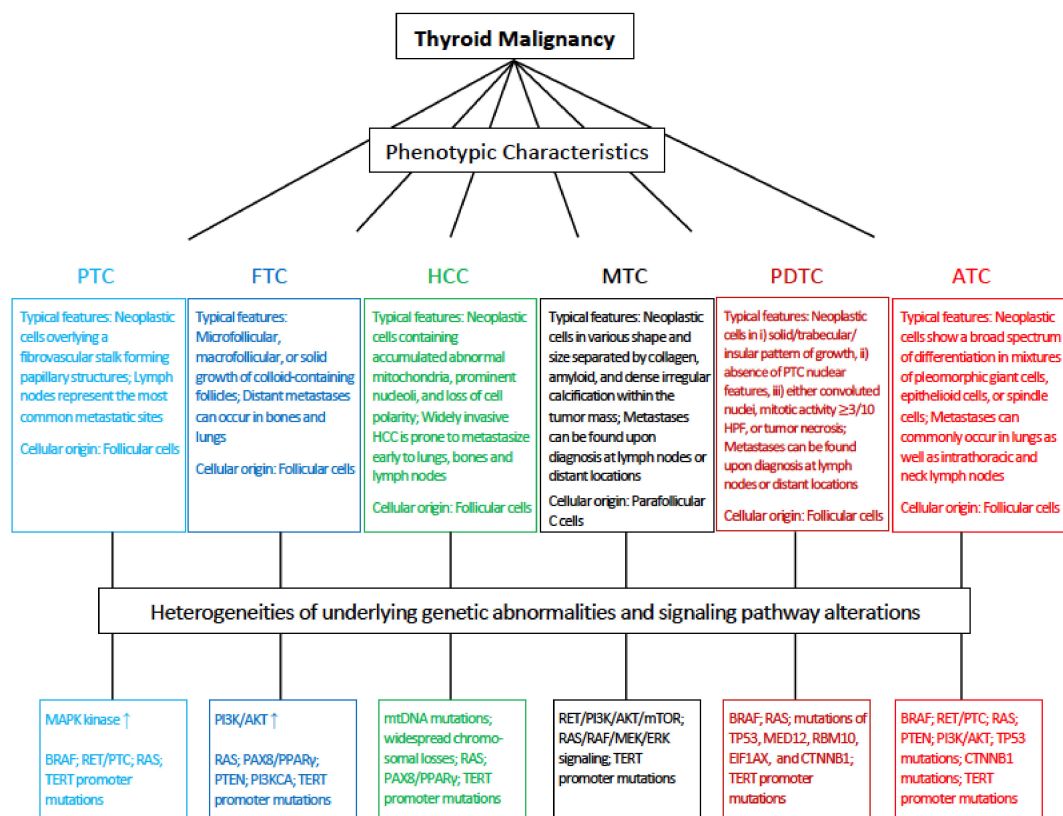 Thyroid Malignancy
Phenotypic Characteristics
PTC
Typical features: Neoplastic
cells overlying a
fibrovascular stalk forming
papillary structures; Lymph
nodes represent the most
common metastatic sites
Cellular origin: Follicular cells
FTC
Typical features:
Microfollicular,
macrofollicular, or solid
growth of colloid-containing
follicles; Distant metastases
can occur in bones and
lungs
Cellular origin: Follicular cells
HCC
Typical features: Neoplastic
cells containing
accumulated abnormal
mitochondria, prominent
nucleoli, and loss of cell
polarity; Widely invasive
HCC is prone to metastasize
early to lungs, bones and
lymph nodes
Cellular origin: Follicular cells
MTC
Typical features: Neoplastic
cells in various shape and
size separated by collagen,
amyloid, and dense irregular
calcification within the
tumor mass; Metastases
can be found upon
diagnosis at lymph nodes or
distant locations
Cellular origin: Parafollicular
C cells
PDTC
Typical features: Neoplastic
cells in i) solid/trabecular/
insular pattern of growth, ii)
absence of PTC nuclear
features, iii) either convoluted
nuclei, mitotic activity ≥3/10
HPF, or tumor necrosis;
Metastases can be found
upon diagnosis at lymph
nodes or distant locations
Cellular origin: Follicular cells
ATC
Typical features: Neoplastic
cells show a broad spectrum
of differentiation in mixtures
of pleomorphic giant cells,
epithelioid cells, or spindle
cells; Metastases can
commonly occur in lungs as
well as intrathoracic and
neck lymph nodes
Cellular origin: Follicular cells
Heterogeneities of underlying genetic abnormalities and signaling pathway alterations
MAPK kinase ↑
BRAF; RET/PTC; RAS;
TERT promoter
mutations
PI3K/AKT ↑
RAS; PAX8/PPARγ;
PTEN; PI3KCA; TERT
promoter mutations
mtDNA mutations;
widespread chromo-
somal losses; RAS;
PAX8/PPARγ; TERT
promoter mutations
RET/PI3K/AKT/mTOR;
RAS/RAF/MEK/ERK
signaling; TERT
promoter mutations
BRAF; RAS; mutations of
TP53, MED12, RBM10,
EIF1AX, and CTNNB1;
TERT promoter
mutations
BRAF; RET/PTC; RAS;
PTEN; PI3K/AKT; TP53
mutations; CTNNB1
mutations; TERT
promoter mutations